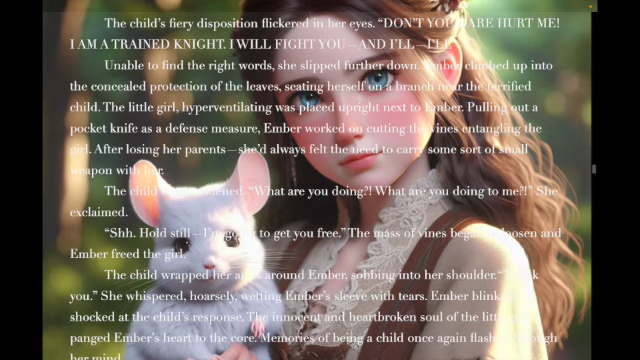 The child's fiery disposition flickered in her eyes. "DON'T YOU DARE HURT ME!
I AM A TRAINED KNIGHT. I WILL FIGHT YOU—AND I'LL—I'LL
Unable to find the right words, she slipped further down. Ember climbed up into
the concealed protection of the leaves, seating herself on a branch near the terrified
child. The little girl, hyperventilating was placed upright next to Ember. Pulling out a
pocket knife as a defense measure, Ember worked on cutting the vines entangling the
girl. After losing her parents—she'd always felt the need to carry some sort of small
weapon with her.
The child "What are you doing?! What are you doing to me?!" She
exclaimed.
"Shh. Hold still—I'm going to get you free." The mass of vines began to loosen and
Ember freed the girl.
The child wrapped her arms around Ember, sobbing into her shoulder. "Thank
you." She whispered, hoarsely, wetting Ember's sleeve with tears. Ember blinked
shocked at the child's response. The innocent and heartbroken soul of the little
panged Ember's heart to the core. Memories of being a child once again flashed through
her mind